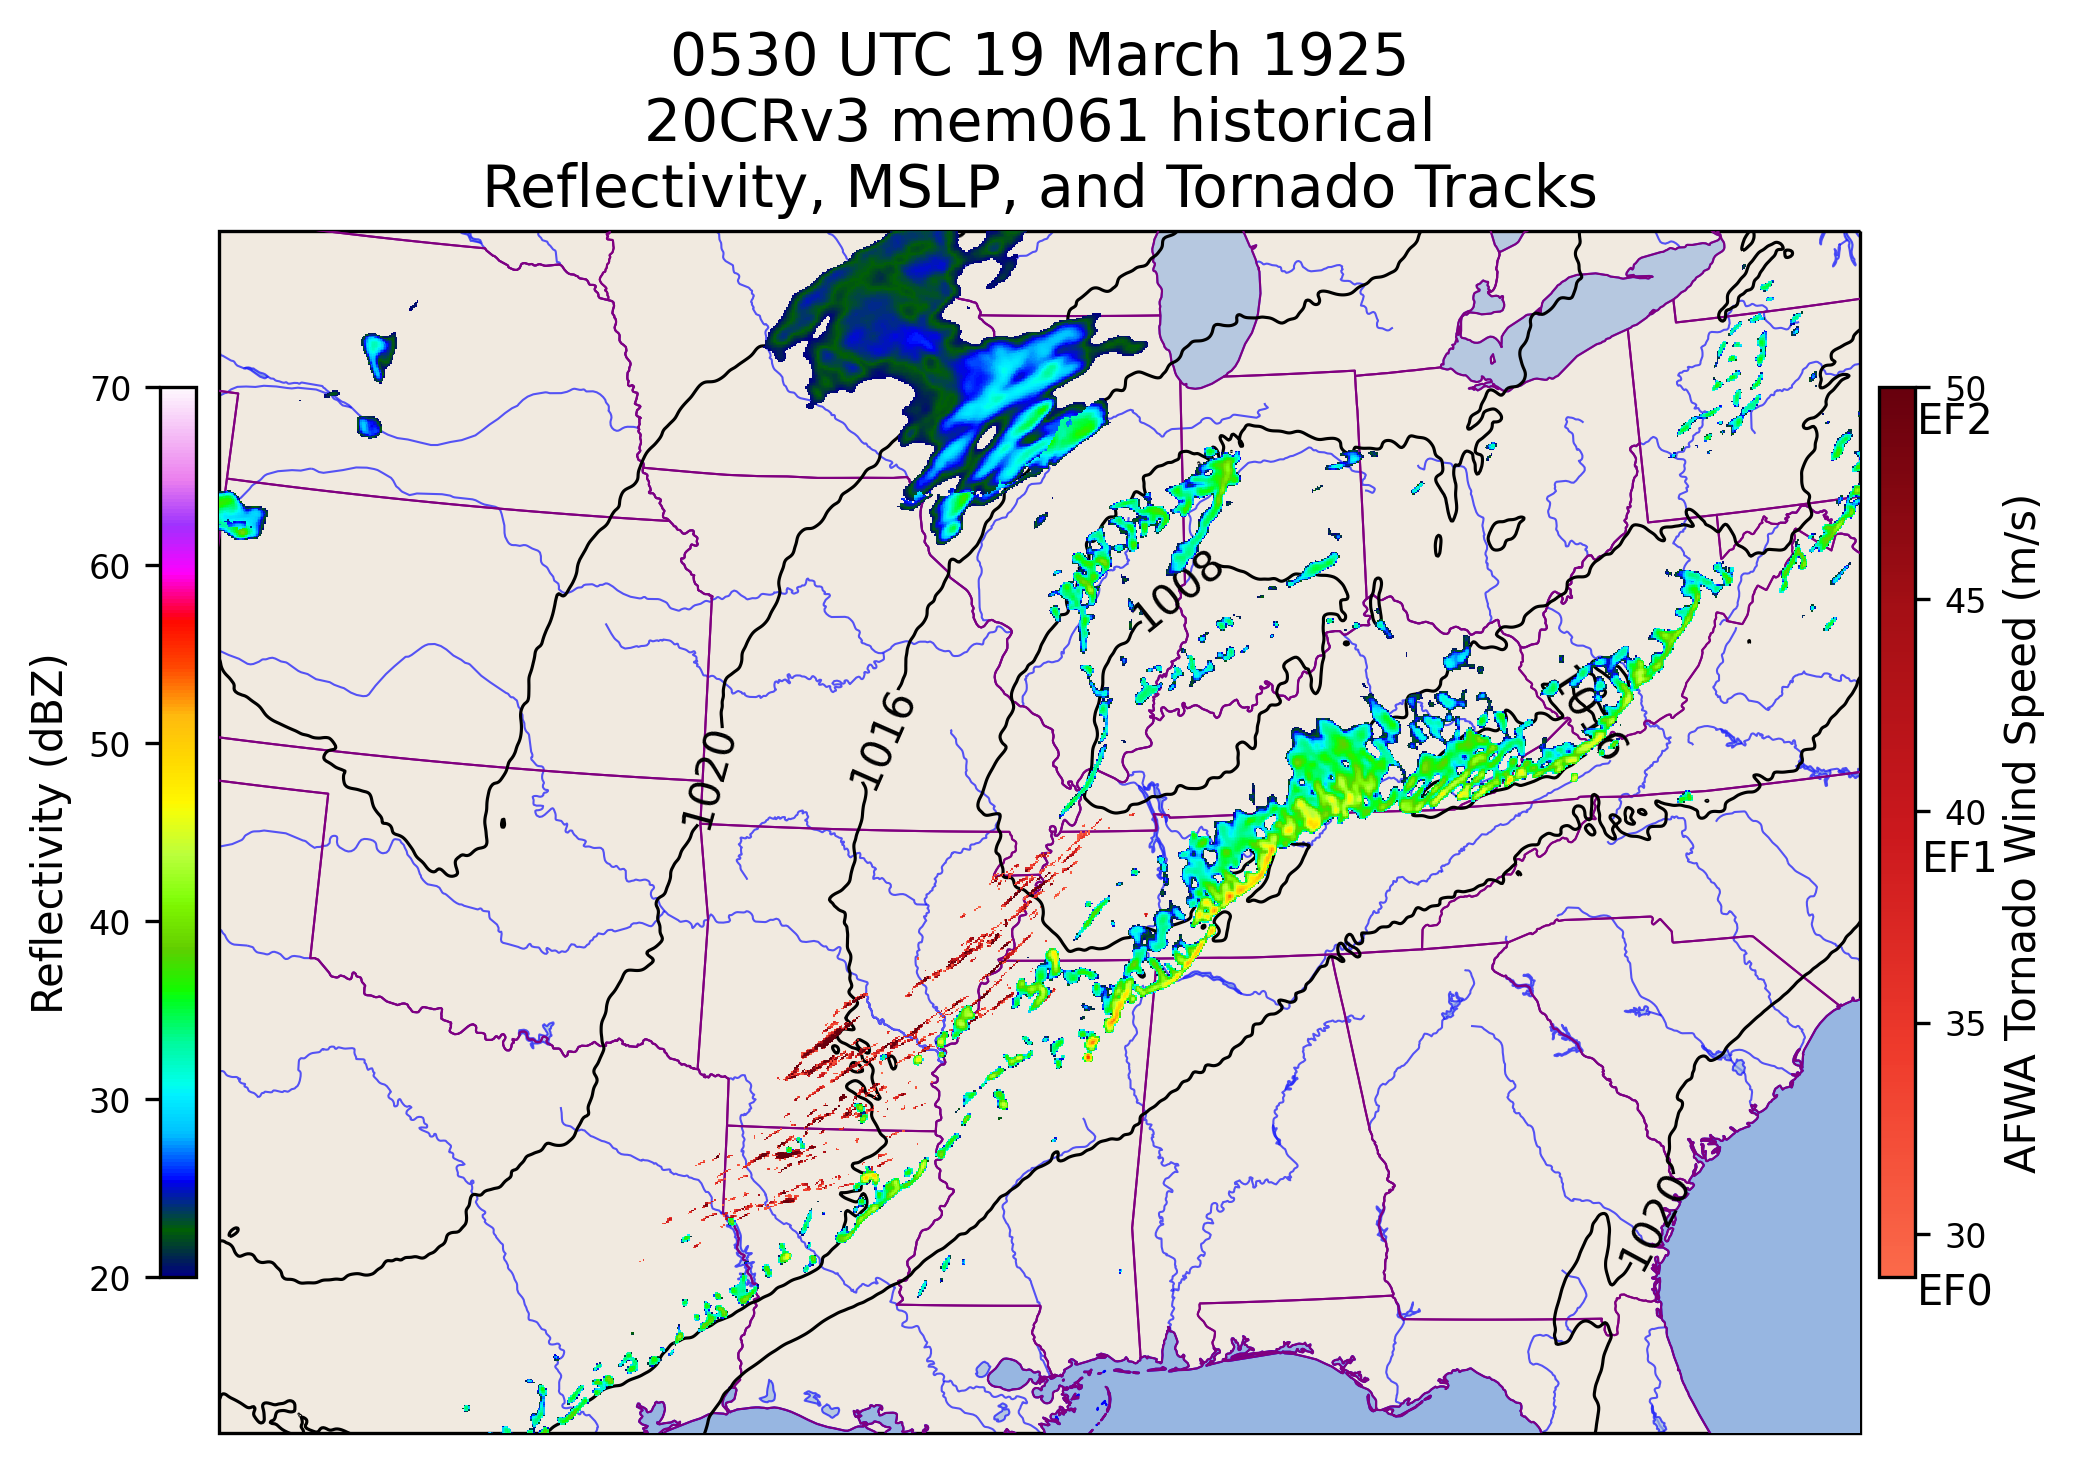 0530 UTC 19 March 1925
20CRv3 mem061 historical
Reflectivity, MSLP, and Tornado Tracks
Reflectivity (dBZ)
70
60
50
40
30
20
1008
1016
1020
1020
50
EF2
45
40
EF1
35
30
EF0
AFWA Tornado Wind Speed (m/s)